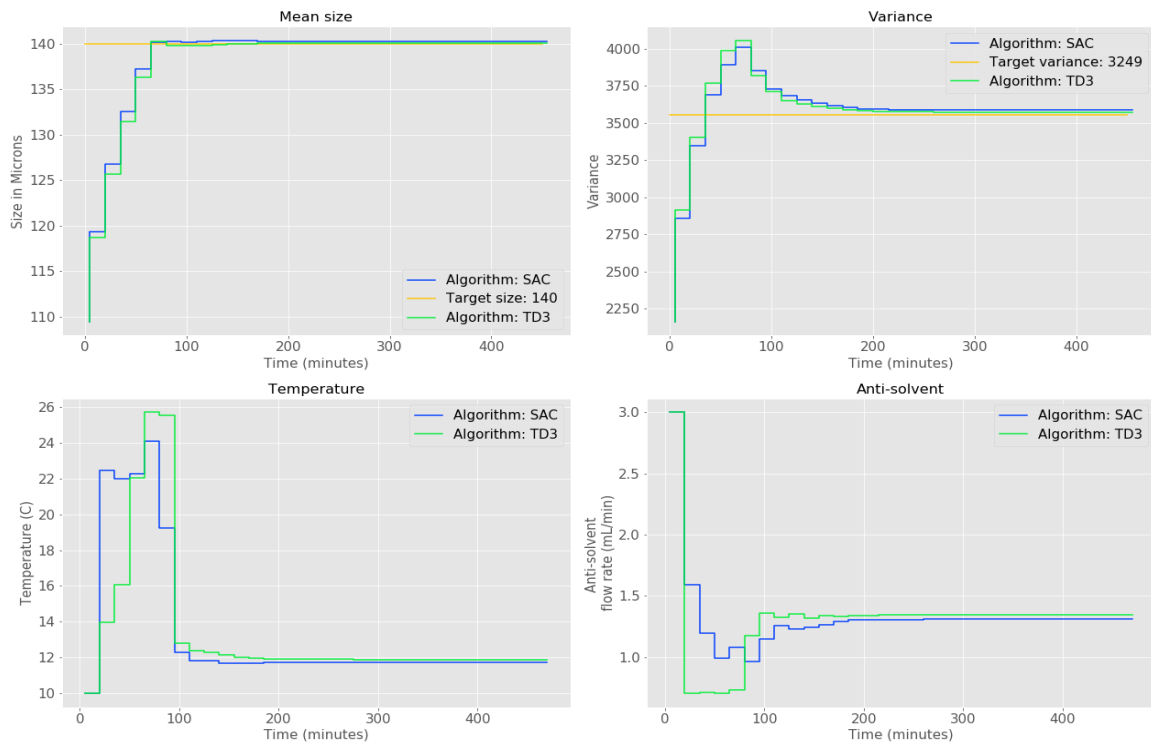 Mean size
140
135
130
125
120
115
110
Size in Microns
0
100
200
300
400
Time (minutes)
Algorithm: SAC
Target size: 140
Algorithm: TD3
Variance
4000
3750
3500
3250
3000
2750
2500
2250
Variance
0
100
200
300
400
Time (minutes)
Algorithm: SAC
Target variance: 3249
Algorithm: TD3
Temperature
26
24
22
20
18
16
14
12
10
Temperature (C)
0
100
200
300
400
Time (minutes)
Algorithm: SAC
Algorithm: TD3
Anti-solvent
3.0
2.5
2.0
1.5
1.0
Anti-solvent
flow rate (mL/min)
0
100
200
300
400
Time (minutes)
Algorithm: SAC
Algorithm: TD3